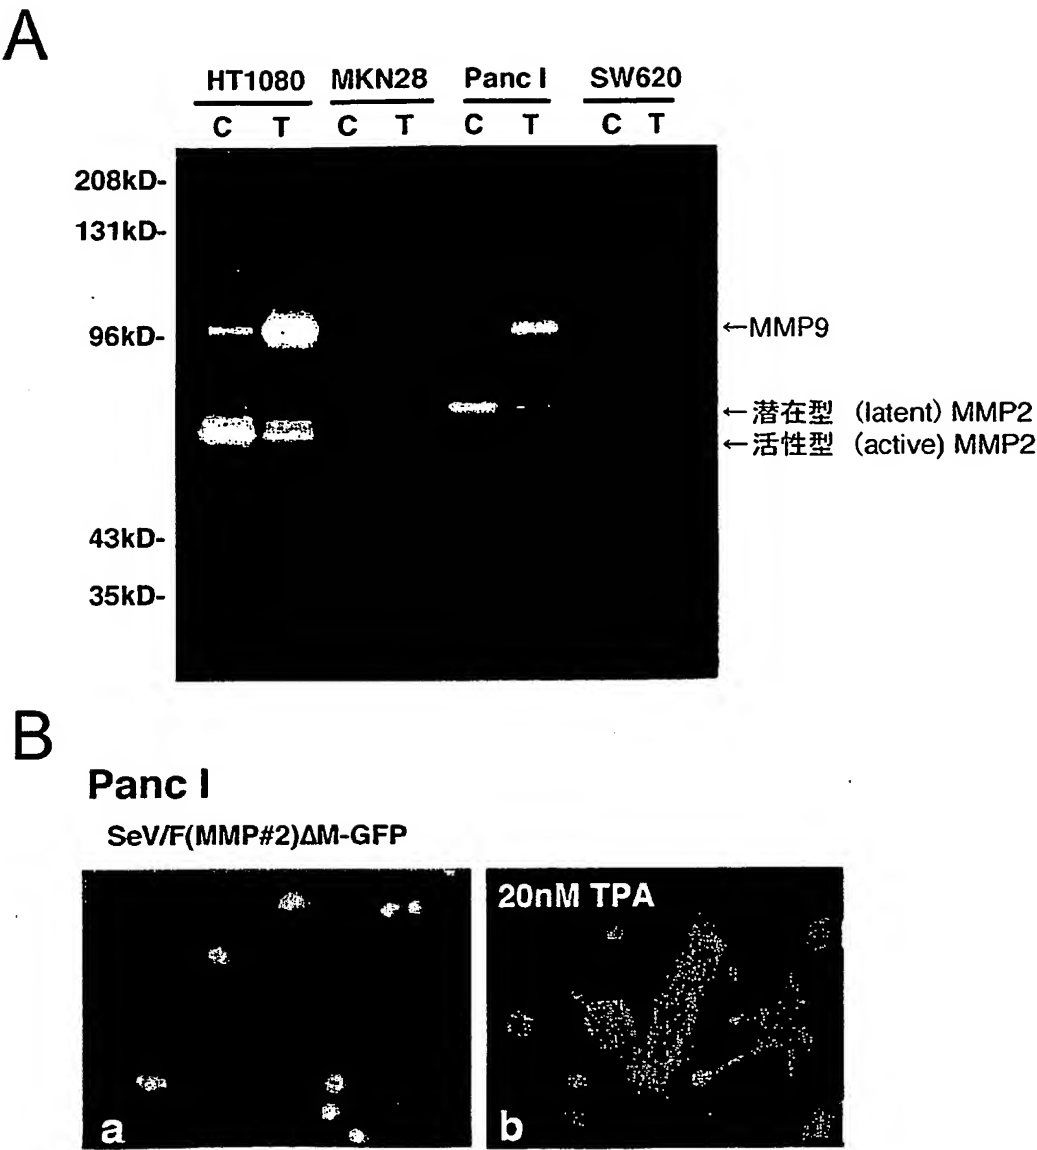 A
HT1080 MKN28 Panc I SW620
C T C T C T C T
208kD-
131kD-
96kD-
←MMP9
←潜在型 (latent) MMP2
←活性型 (active) MMP2
43kD-
35kD-
B
Panc I
SeV/F(MMP#2)ΔM-GFP
20nM TPA
a
b